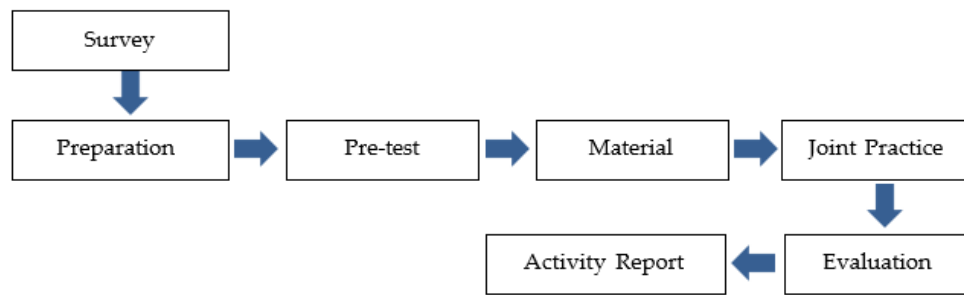 Survey
Preparation
Pre-test
Material
Joint Practice
Evaluation
Activity Report